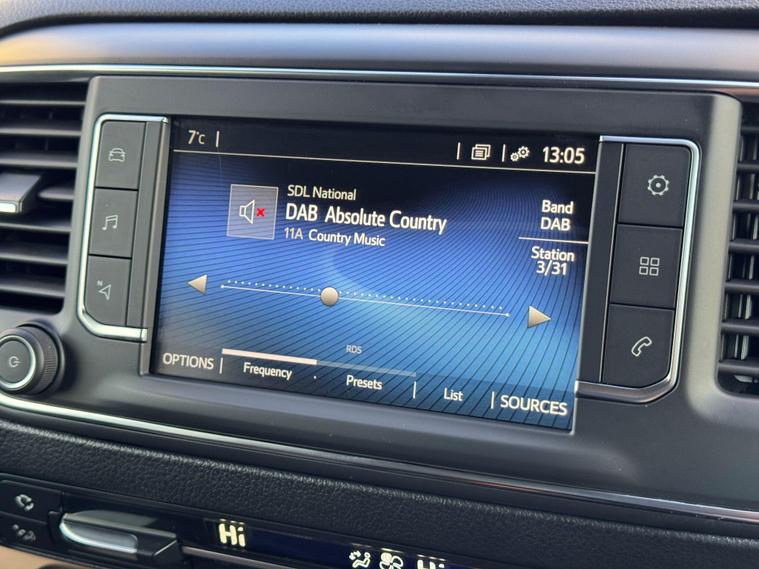 7°C
13:05
SDL National
DAB Absolute Country
11A Country Music
Band
DAB
Station
3/31
N
RDS
OPTIONS
Frequency
Presets
List
SOURCES
Hi
Hi